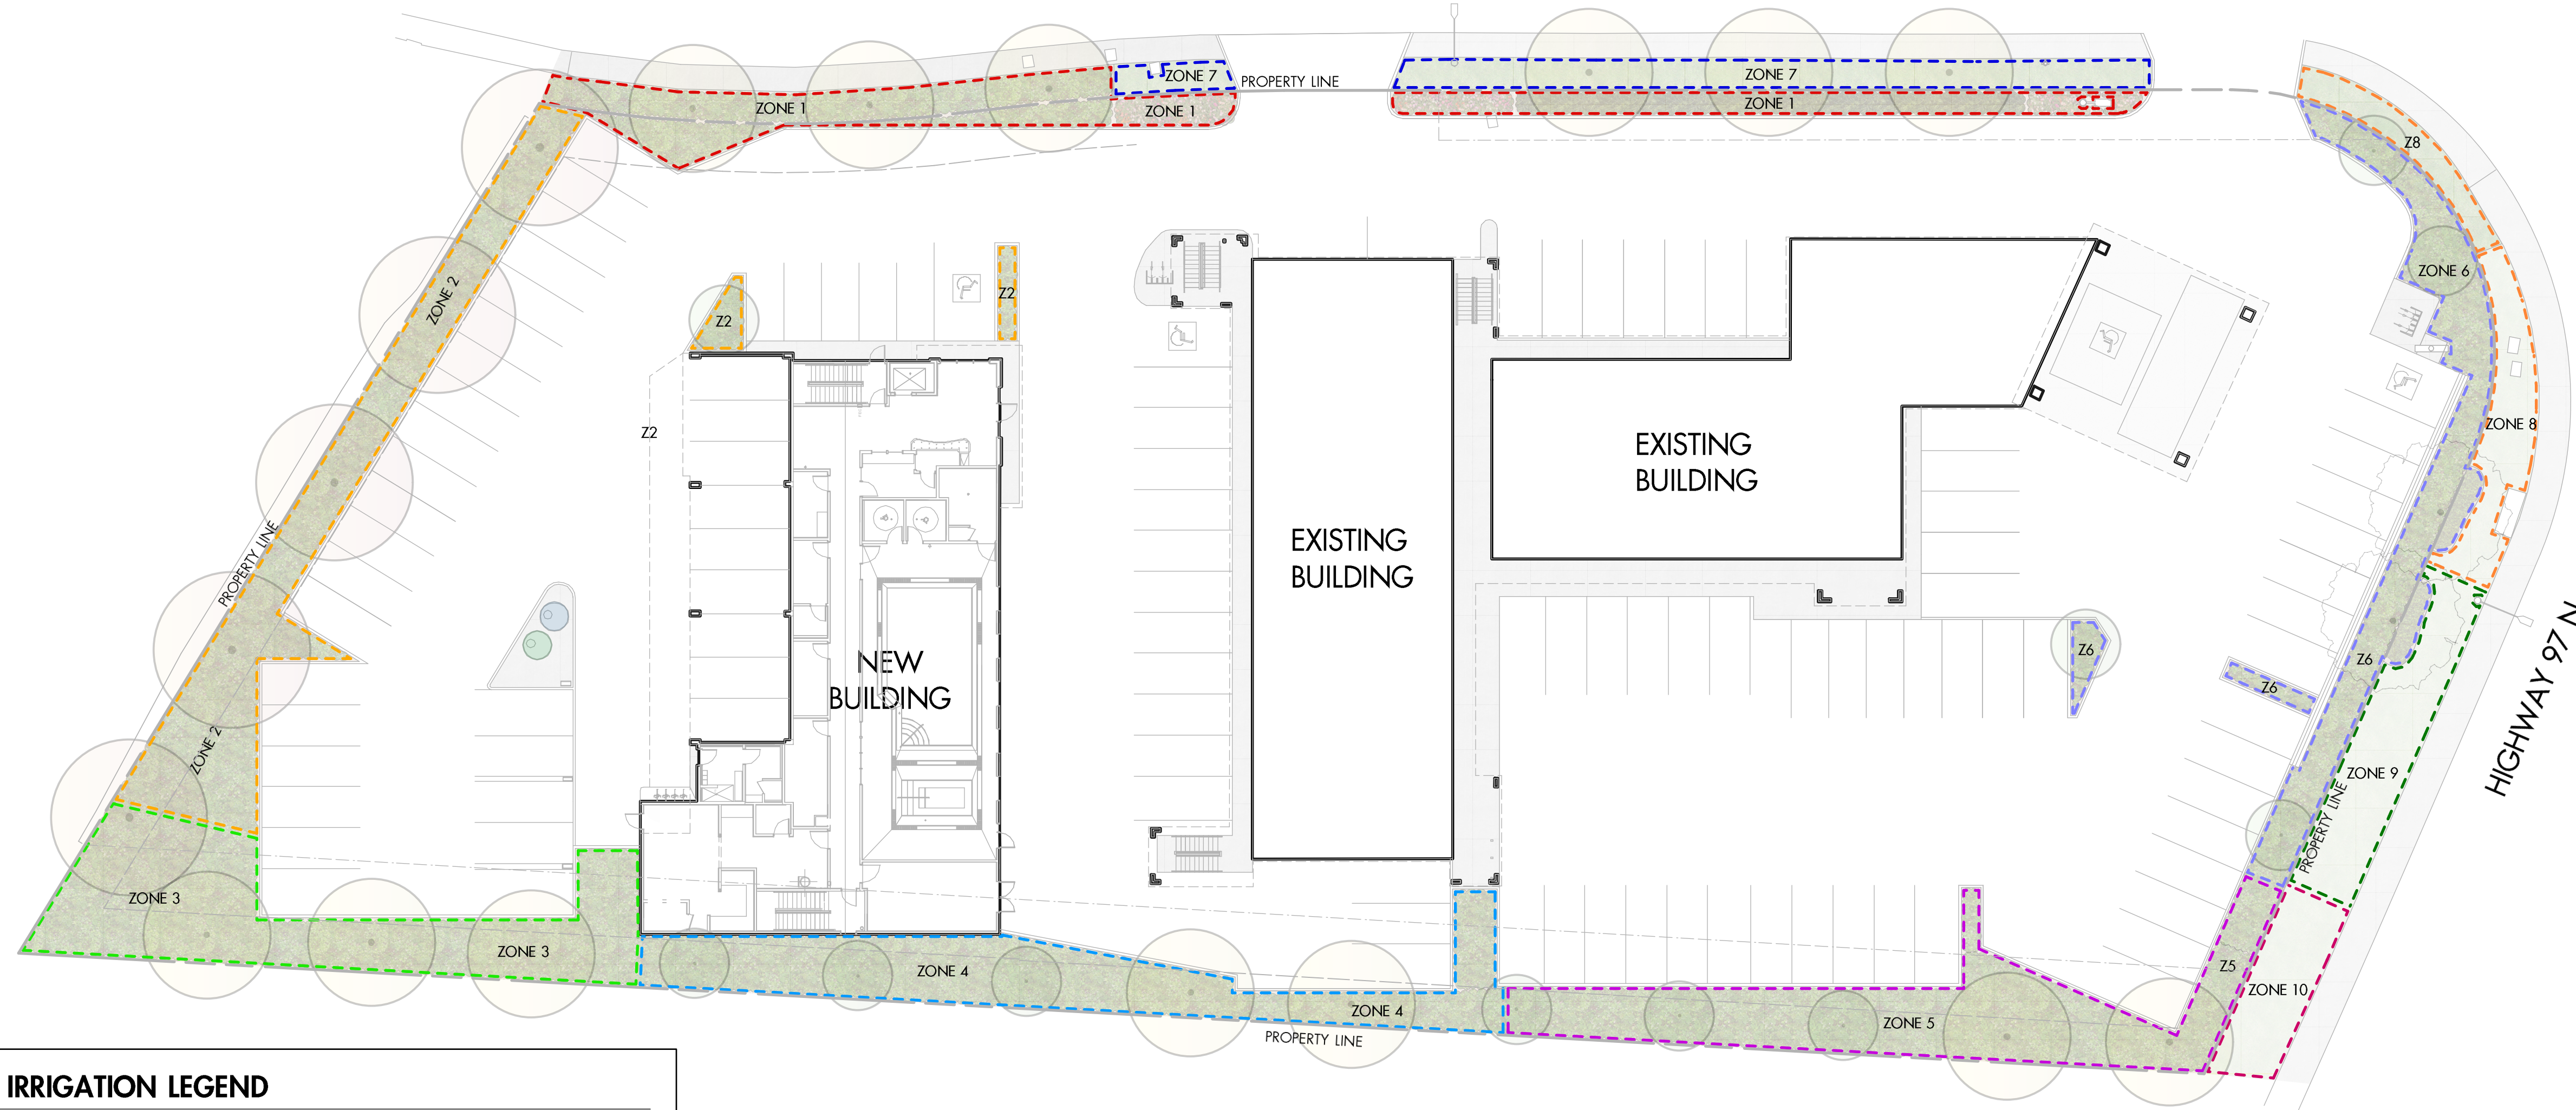 ZONE 7
PROPERTY LINE
ZONE 7
ZONE 1
ZONE 1
ZONE 1
Z8
ZONE 2
Z2
Z2
ZONE 6
Z2
ZONE 8
EXISTING
BUILDING
EXISTING
BUILDING
PROPERTY LINE
NEW
BUILDING
Z6
Z6
Z6
HIGHWAY 97 N
ZONE 2
ZONE 9
PROPERTY LINE
ZONE 3
ZONE 3
ZONE 4
ZONE 4
Z5
ZONE 10
ZONE 5
PROPERTY LINE
IRRIGATION LEGEND